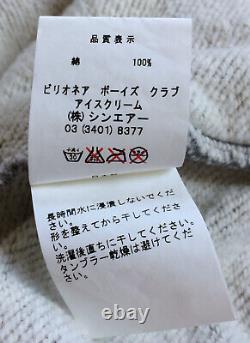 品質表示
綿 100%
ビリオネア ボーイズ クラブ
アイスクリーム
(株) シンエアー
03 (3401) 8377
長時間水に浸漬しないでくだ
さい。
形を整えてから干してくださ
い。
洗濯後直ちに干してください。
タンブラー乾燥は避けてくだ
さい。